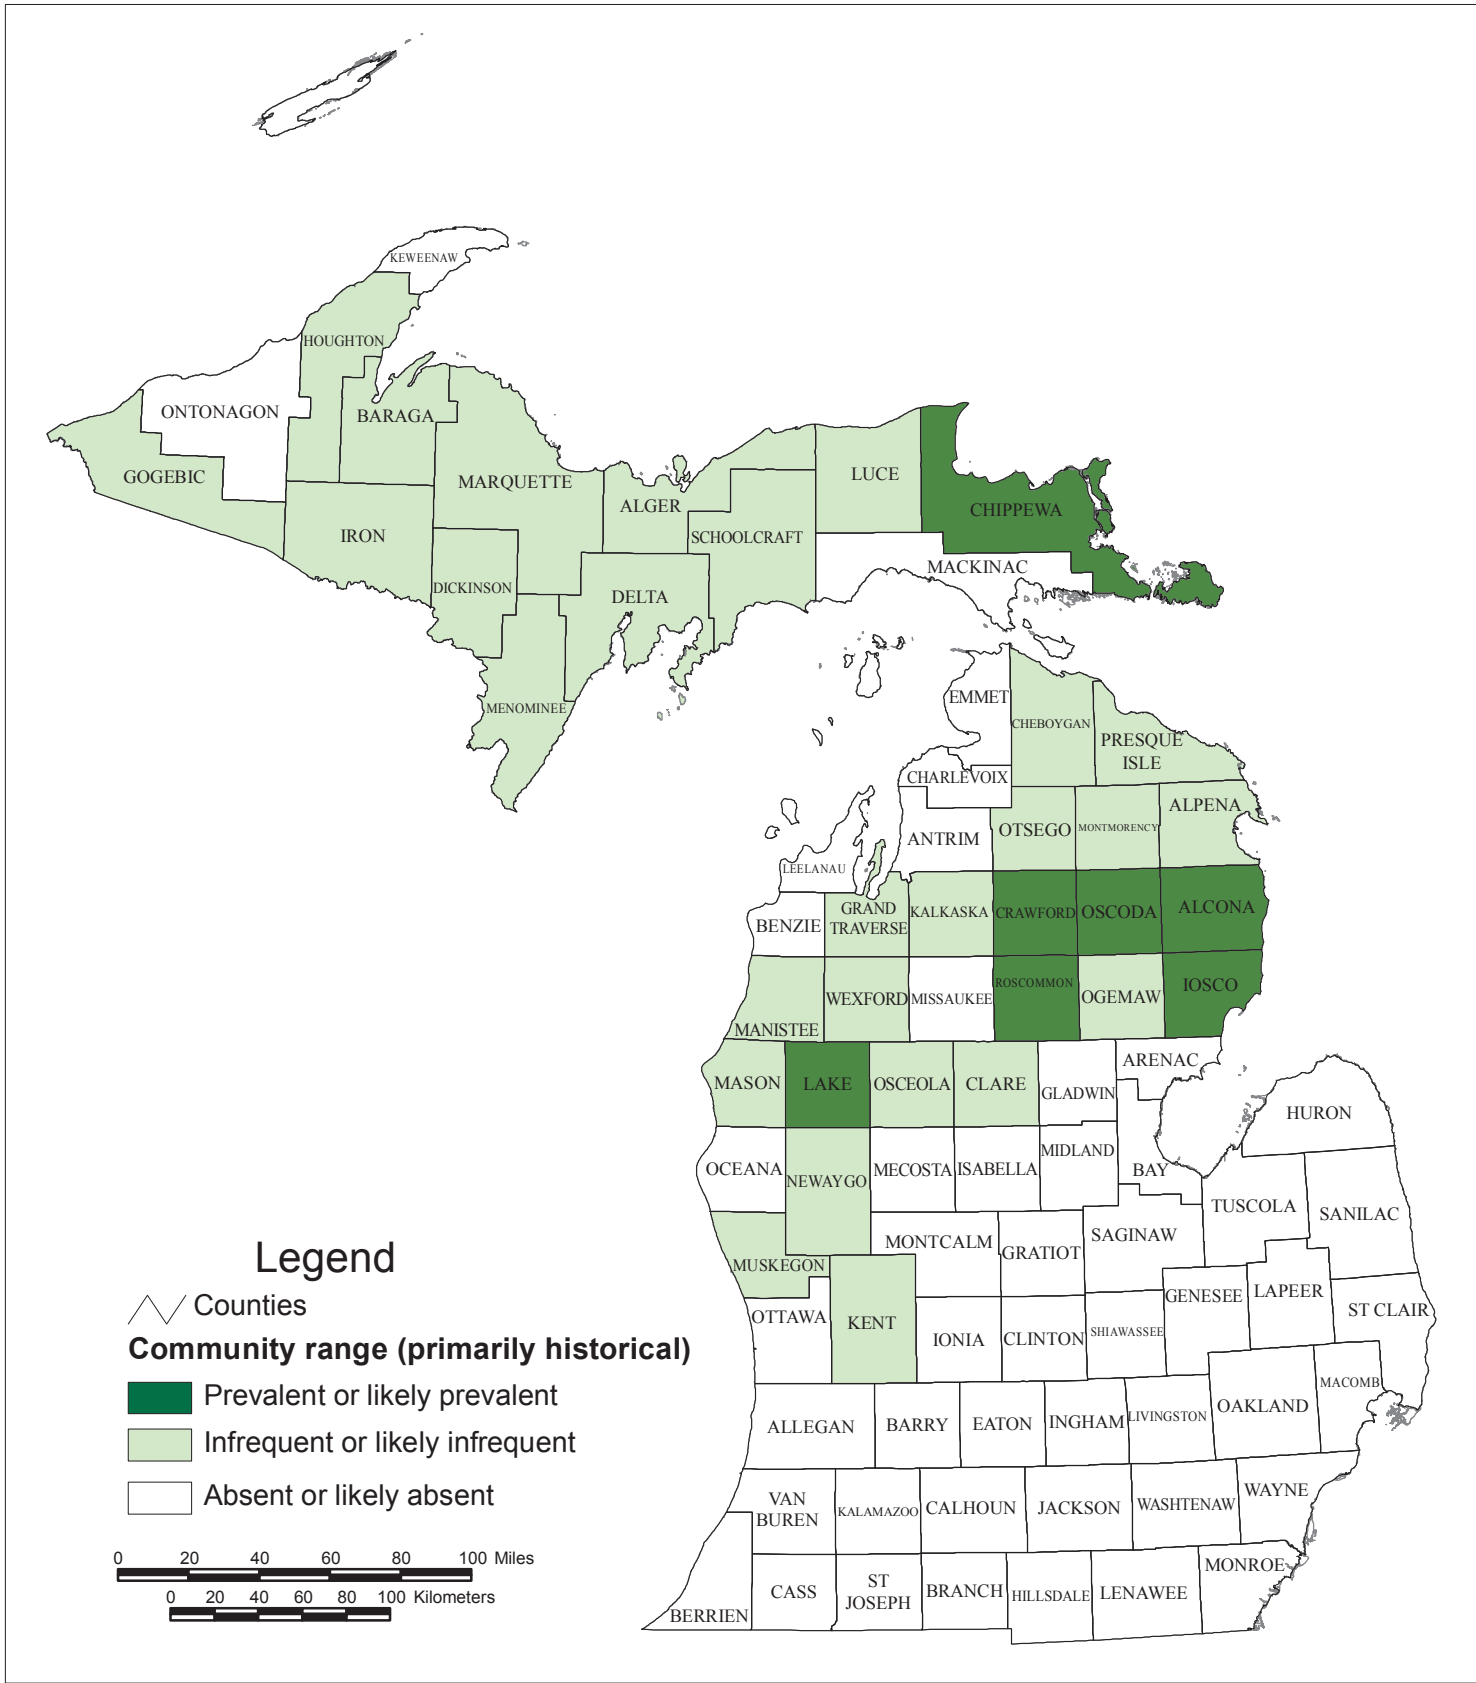 KEWEENAW
HOUGHTON
ONTONAGON
BARAGA
GOGEBIC
MARQUETTE
LUCE
ALGER
CHIPPEWA
IRON
SCHOOLCRAFT
MACKINAC
DICKINSON
DELTA
MENOMINEE
EMMET
CHEBOYGAN
PRESQUE
ISLE
CHARLEVOIX
ALPENA
ANTRIM
OTSEGO
MONTMORENCY
LEELANAU
BENZIE
GRAND
TRAVERSE
KALKASKA
CRAWFORD
OSCODA
ALCONA
MANISTEE
WEXFORD
MISSAUKEE
ROSCOMMON
OGEMAW
IOSCO
MASON
LAKE
OSCEOLA
CLARE
GLADWIN
ARENAC
HURON
OCEANA
NEWAYGO
MECOSTA
ISABELLA
MIDLAND
BAY
TUSCOLA
SANILAC
MUSKEGON
MONTCALM
GRATIOT
SAGINAW
GENESEE
LAPEER
ST CLAIR
OTTAWA
KENT
IONIA
CLINTON
SHIAWASSEE
ALLEGAN
BARRY
EATON
INGHAM
LIVINGSTON
OAKLAND
MACOMB
VAN
BUREN
KALAMAZOO
CALHOUN
JACKSON
WASHTENAW
WAYNE
BERRIEN
CASS
ST
JOSEPH
BRANCH
HILLSDALE
LENAWEE
MONROE
Legend
Counties
Community range (primarily historical)
Prevalent or likely prevalent
Infrequent or likely infrequent
Absent or likely absent
0 20 40 60 80 100 Miles
0 20 40 60 80 100 Kilometers